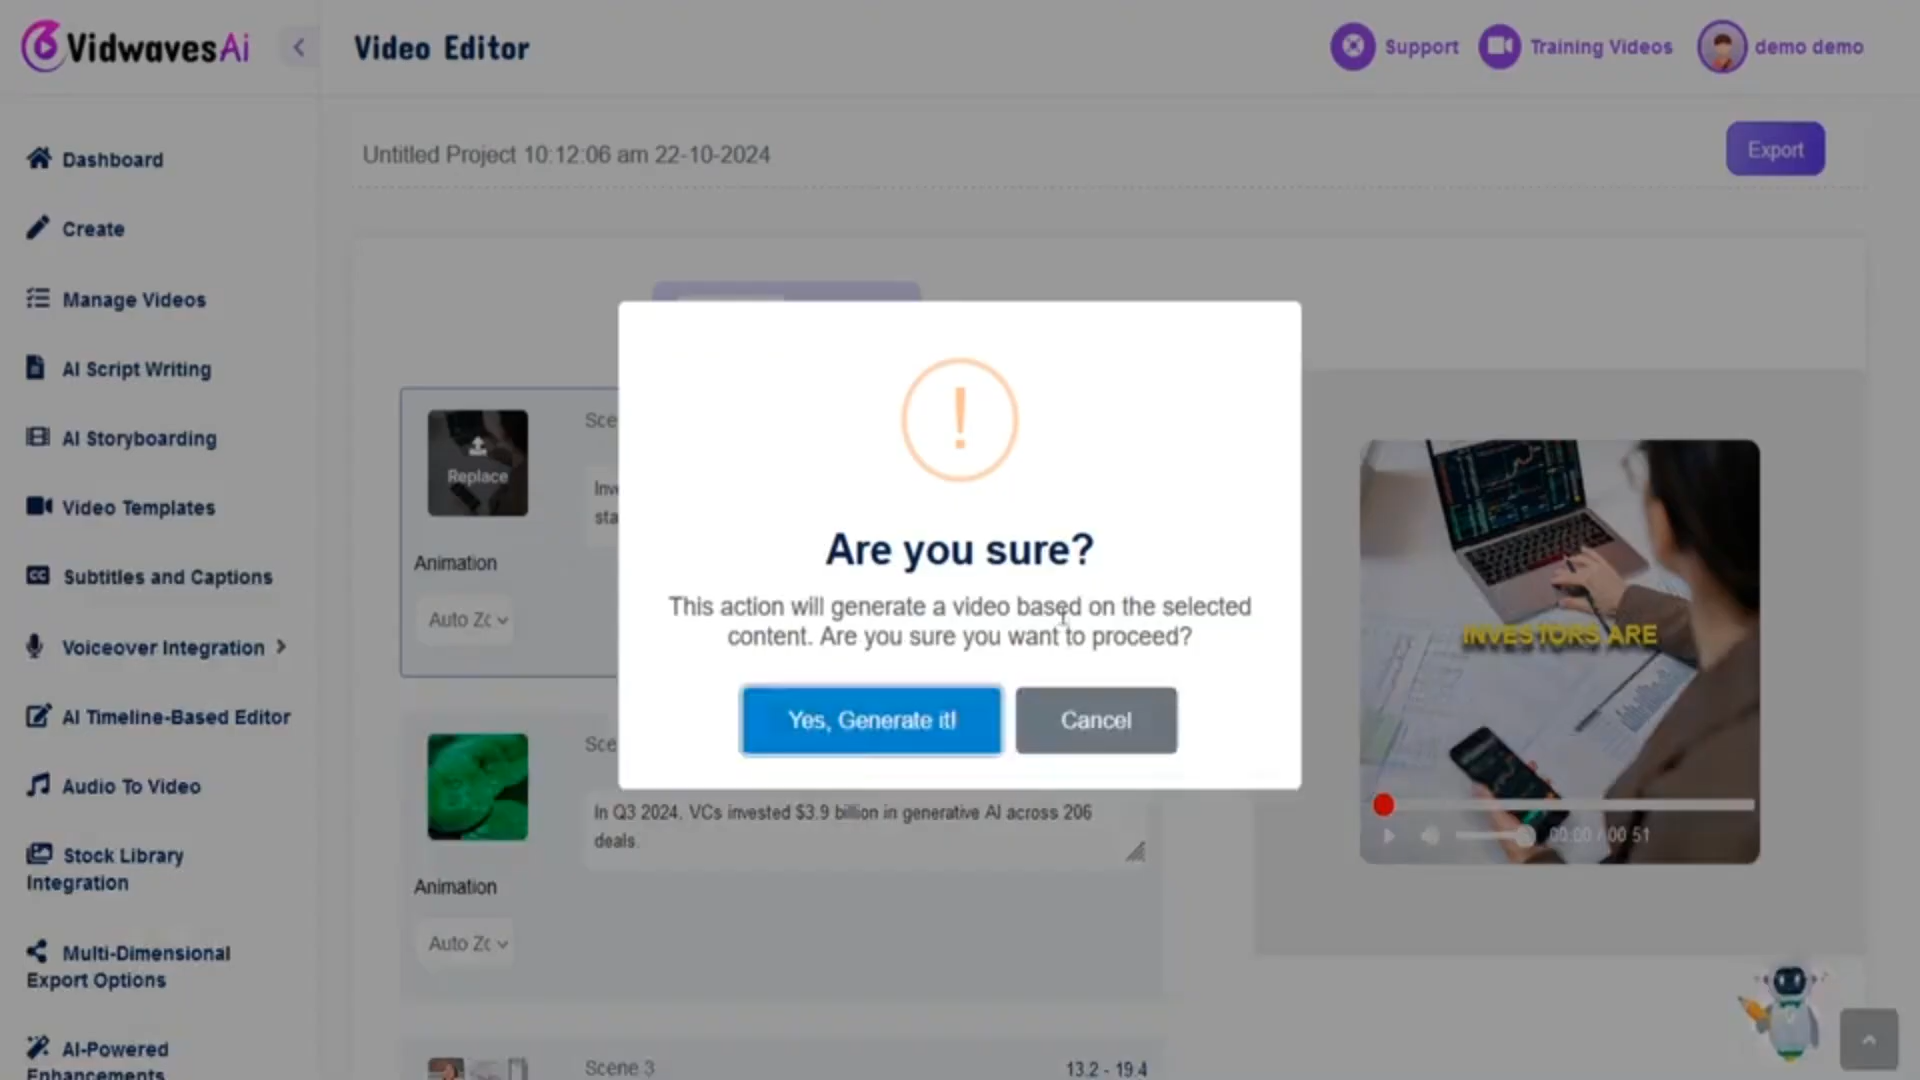 VidwavesAi
Video Editor
Support
Training Videos
demo demo
Untitled Project 10:12:06 am 22-10-2024
Export
Dashboard
Create
Manage Videos
AI Script Writing
AI Storyboarding
Video Templates
CC Subtitles and Captions
Voiceover Integration
AI Timeline-Based Editor
Audio To Video
Stock Library
Integration
Multi-Dimensional
Export Options
AI-Powered
Enhancements
Replace
Animation
Auto Zc
Are you sure?
This action will generate a video based on the selected
content. Are you sure you want to proceed?
Yes, Generate it!
Cancel
In Q3 2024, VCs invested $3.9 billion in generative AI across 206
deals.
Animation
Auto Zc
Scene 3
13.2 - 19.4
INVESTORS ARE
00:00 / 00 51